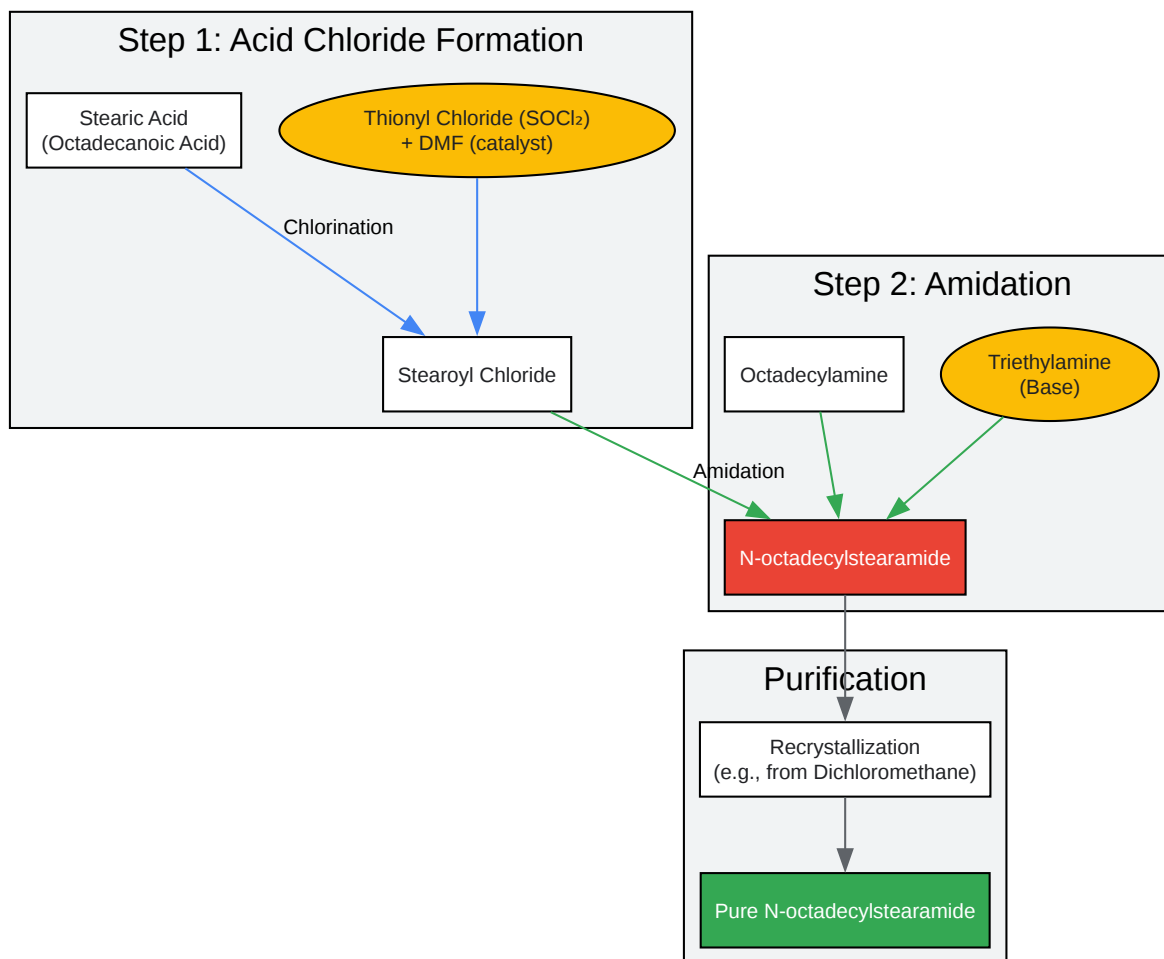 Step 1: Acid Chloride Formation
Stearic Acid
(Octadecanoic Acid)
Thionyl Chloride (SOCl₂)
+ DMF (catalyst)
Chlorination
Stearoyl Chloride
Step 2: Amidation
Octadecylamine
Triethylamine
(Base)
Amidation
N-octadecylstearamide
Purification
Recrystallization
(e.g., from Dichloromethane)
Pure N-octadecylstearamide